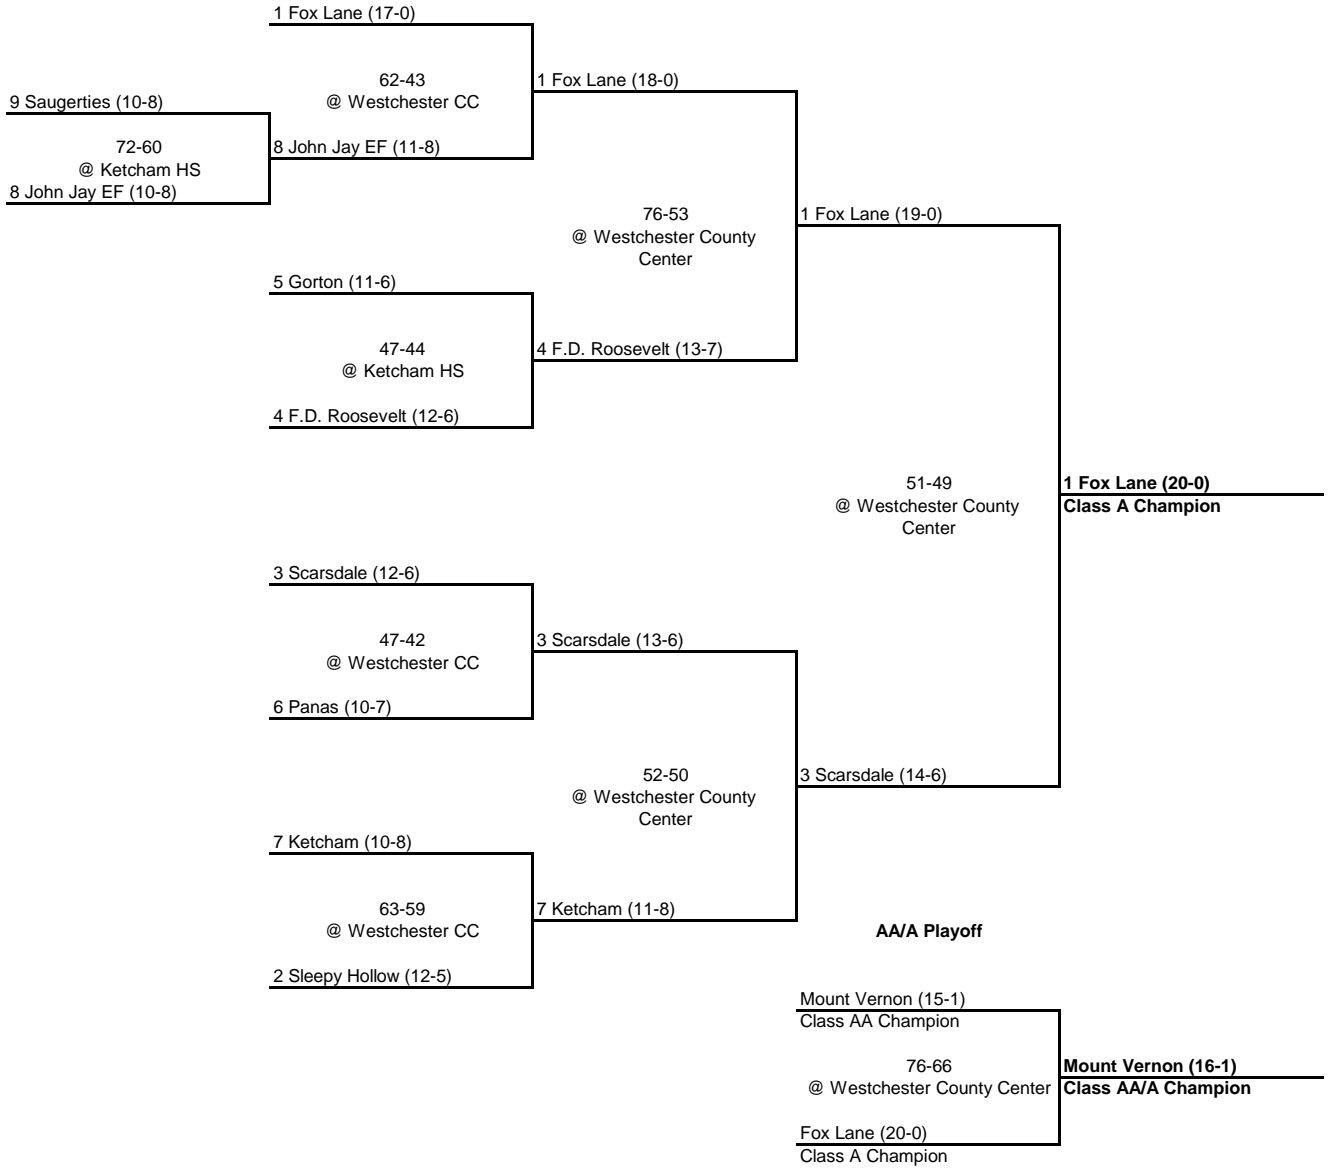 1 Fox Lane (17-0)
62-43
@ Westchester CC
1 Fox Lane (18-0)
9 Saugerties (10-8)
72-60
@ Ketcham HS
8 John Jay EF (11-8)
8 John Jay EF (10-8)
76-53
@ Westchester County
Center
1 Fox Lane (19-0)
5 Gorton (11-6)
47-44
@ Ketcham HS
4 F.D. Roosevelt (13-7)
4 F.D. Roosevelt (12-6)
51-49
@ Westchester County
Center
1 Fox Lane (20-0)
Class A Champion
3 Scarsdale (12-6)
47-42
@ Westchester CC
3 Scarsdale (13-6)
6 Panas (10-7)
52-50
@ Westchester County
Center
3 Scarsdale (14-6)
7 Ketcham (10-8)
63-59
@ Westchester CC
7 Ketcham (11-8)
2 Sleepy Hollow (12-5)
AA/A Playoff
Mount Vernon (15-1)
Class AA Champion
76-66
@ Westchester County Center
Mount Vernon (16-1)
Class AA/A Champion
Fox Lane (20-0)
Class A Champion